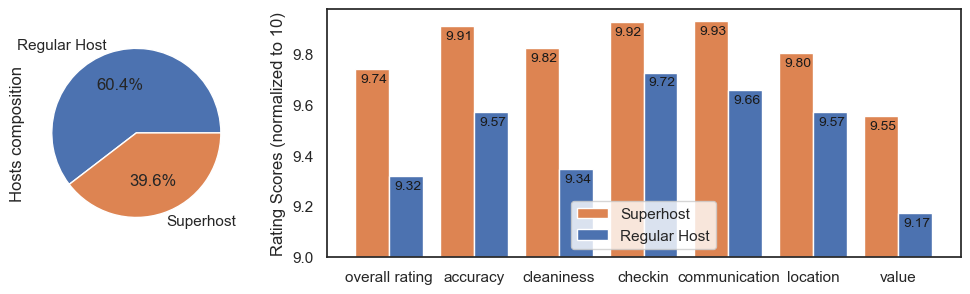 Hosts composition
Regular Host
60.4%
39.6%
Superhost
Rating Scores (normalized to 10)
9.8
9.6
9.4
9.2
9.0
9.74
9.32
9.91
9.57
9.82
9.34
9.92
9.72
9.93
9.66
9.80
9.57
9.55
9.17
Superhost
Regular Host
overall rating
accuracy
cleaniness
checkin
communication
location
value